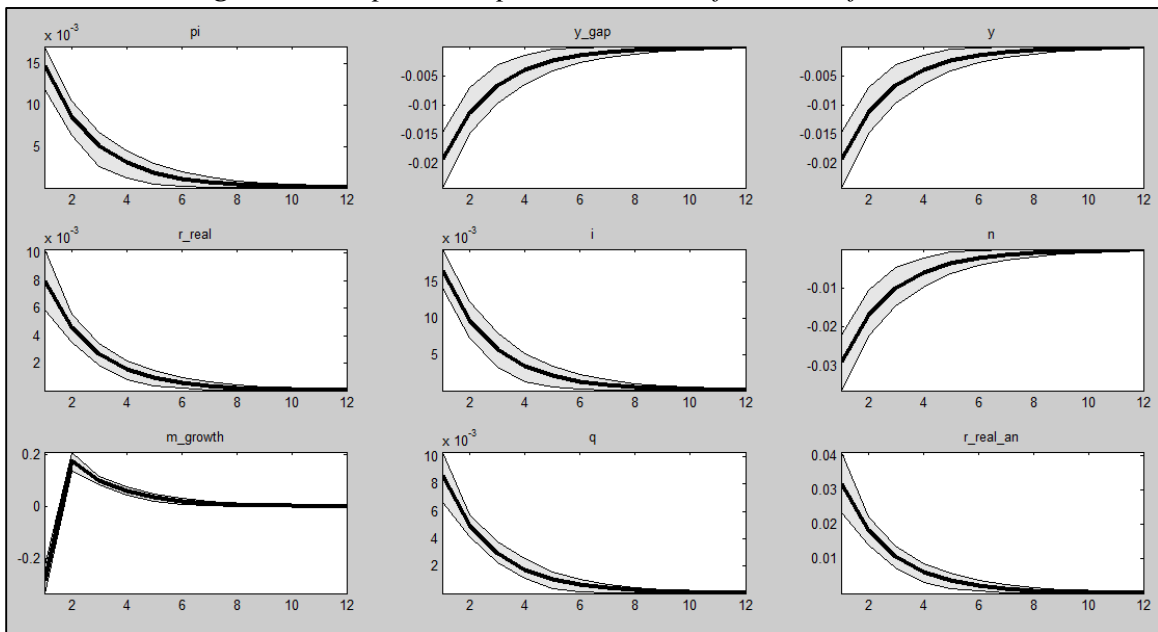 x 10⁻³ pi
15
10
5
2 4 6 8 10 12
y_gap
-0.005
-0.01
-0.015
-0.02
2 4 6 8 10 12
y
-0.005
-0.01
-0.015
-0.02
2 4 6 8 10 12
x 10⁻³ r_real
10
8
6
4
2
2 4 6 8 10 12
x 10⁻³ i
15
10
5
2 4 6 8 10 12
n
-0.01
-0.02
-0.03
2 4 6 8 10 12
m_growth
0.2
0
-0.2
2 4 6 8 10 12
x 10⁻³ q
10
8
6
4
2
2 4 6 8 10 12
r_real_an
0.04
0.03
0.02
0.01
2 4 6 8 10 12